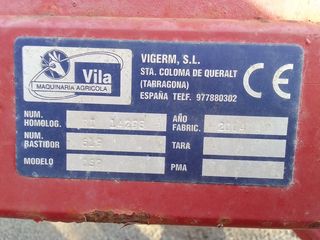 Vila
MAQUINARIA AGRICOLA
VIGERM, S.L.
STA. COLOMA DE QUERALT
(TARRAGONA)
ESPAÑA TELF. 977880302
CE
NUM.
HOMOLOG.
AÑO
FABRIC.
NUM.
BASTIDOR
TARA
MODELO
PMA